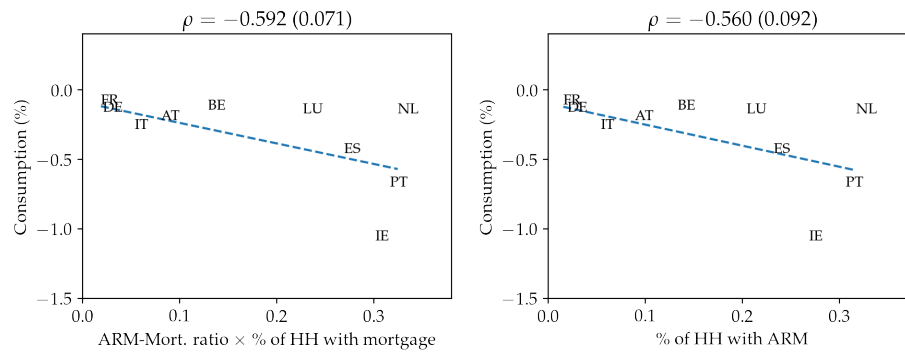 ρ = −0.592 (0.071)
Consumption (%)
0.0
−0.5
−1.0
−1.5
FR
DE
IT
AT
BE
LU
NL
ES
PT
IE
0.0 0.1 0.2 0.3
ARM-Mort. ratio × % of HH with mortgage
ρ = −0.560 (0.092)
Consumption (%)
0.0
−0.5
−1.0
−1.5
FR
DE
IT
AT
BE
LU
NL
ES
PT
IE
0.0 0.1 0.2 0.3
% of HH with ARM